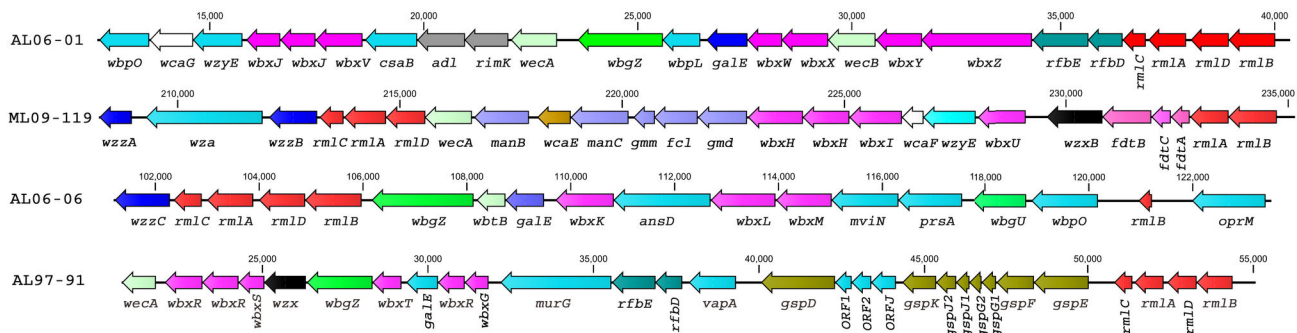 15,000 20,000 25,000 30,000 35,000 40,000
AL06-01
wbpO wcaG wzyE wbxJ wbxJ wbxV csaB adl rimK wecA wbgZ wbpL galE wbxW wbxX wecB wbxY wbxZ rfbE rfbD rmlC rmlA rmlD rmlB
210,000 215,000 220,000 225,000 230,000 235,000
ML09-119
wzzA wza wzzB rmlC rmlA rmlD wecA manB wcaE manC gmm fcl gmd wbxH wbxH wbxI wcaF wzyE wbxU wzxB fdtB fdtC fdtA rmlA rmlB
102,000 104,000 106,000 108,000 110,000 112,000 114,000 116,000 118,000 120,000 122,000
AL06-06
wzzC rmlC rmlA rmlD rmlB wbgZ wbtB galE wbxK ansD wbxL wbxM mviN prsA wbgU wbpO rmlB oprM
25,000 30,000 35,000 40,000 45,000 50,000 55,000
AL97-91
wecA wbxR wbxR wbxS wzx wbgZ wbxT galE wbxR wbxG murG rfbE rfbD vapA gspD ORF1 ORF2 ORFJ gspK gspJ2 gspJ1 gspG2 gspG1 gspF gspE rmlC rmlA rmlD rmlB